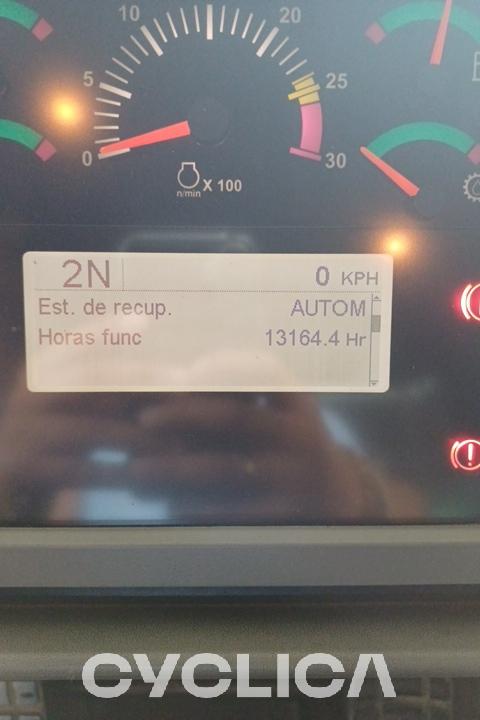 10
20
5
25
0
30
n/min X 100
2N
0 KPH
Est. de recup. AUTOM
Horas func 13164.4 Hr
!
CYCLICA